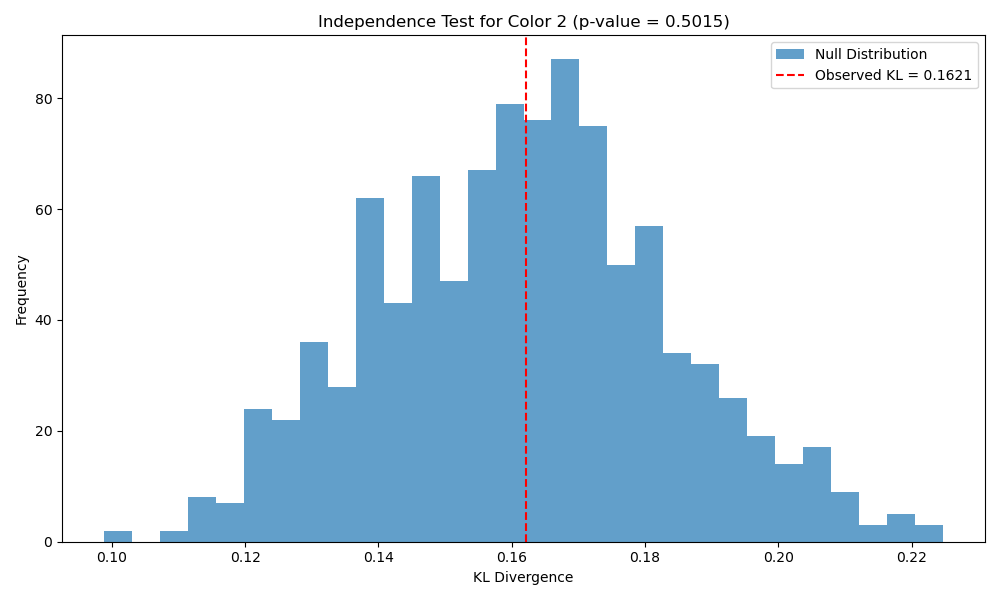 Independence Test for Color 2 (p-value = 0.5015)
Null Distribution
Observed KL = 0.1621
Frequency
80
60
40
20
0
0.10 0.12 0.14 0.16 0.18 0.20 0.22
KL Divergence